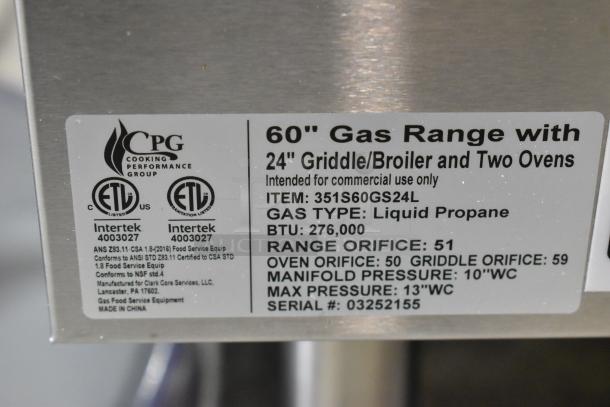 CPG
COOKING
PERFORMANCE
GROUP
ETL
ETL
C US
Intertek
4003027
Intertek
4003027
ANS Z83.11-CSA 1.8-(2016) Food Service Equip
Conforms to ANSI STD Z83.11 Certified to CSA STD
1.8 Food Service Equip
Conforms to NSF std.4
Manufactured for Clark Core Services, LLC,
Lancaster, PA 17602.
Gas Food Service Equipment
MADE IN CHINA
60" Gas Range with
24" Griddle/Broiler and Two Ovens
Intended for commercial use only
ITEM: 351S60GS24L
GAS TYPE: Liquid Propane
BTU: 276,000
RANGE ORIFICE: 51
OVEN ORIFICE: 50 GRIDDLE ORIFICE: 59
MANIFOLD PRESSURE: 10"WC
MAX PRESSURE: 13"WC
SERIAL #: 03252155